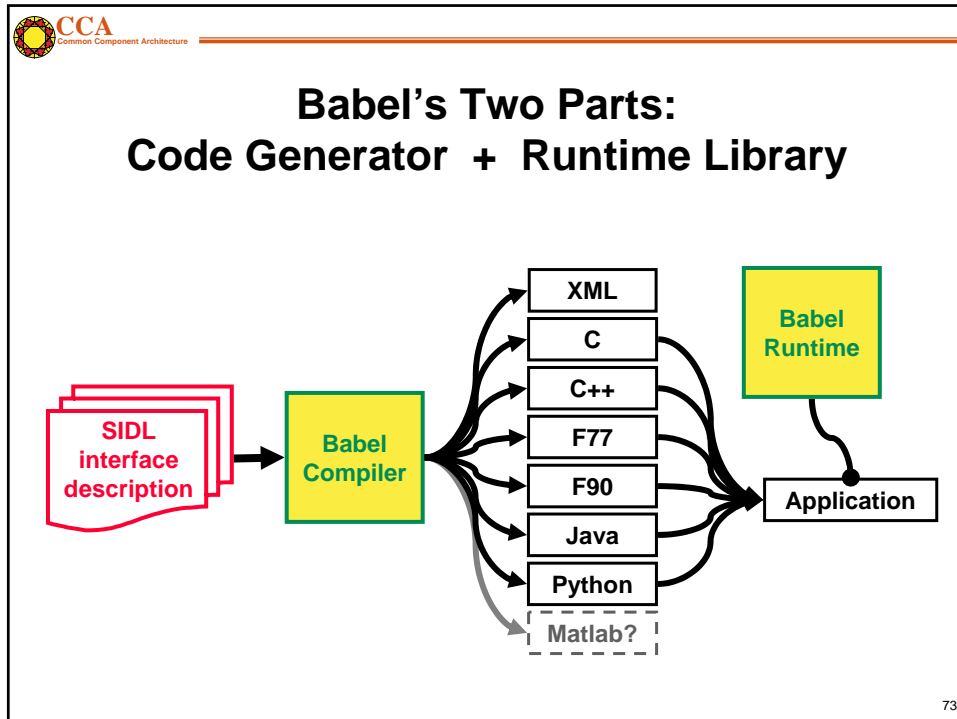 CCA
Common Component Architecture
Babel’s Two Parts:
Code Generator + Runtime Library
SIDL
interface
description
Babel
Compiler
XML
C
C++
F77
F90
Java
Python
Matlab?
Babel
Runtime
Application
73